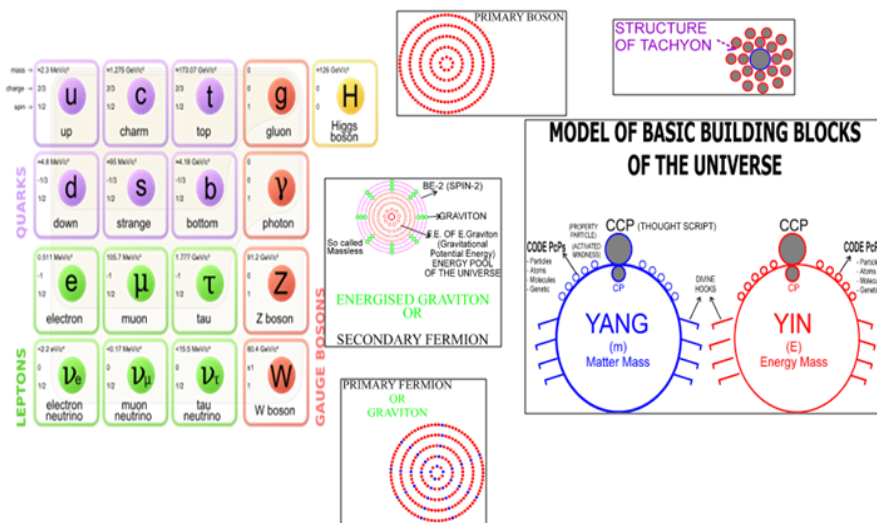 mass →
charge →
spin →
≈2.3 MeV/c²
2/3
1/2
u
up
≈1.275 GeV/c²
2/3
1/2
c
charm
≈173.07 GeV/c²
2/3
1/2
t
top
0
0
1
g
gluon
≈126 GeV/c²
0
0
H
Higgs
boson
QUARKS
≈4.8 MeV/c²
-1/3
1/2
d
down
≈95 MeV/c²
-1/3
1/2
s
strange
≈4.18 GeV/c²
-1/3
1/2
b
bottom
0
0
1
γ
photon
0.511 MeV/c²
-1
1/2
e
electron
105.7 MeV/c²
-1
1/2
μ
muon
1.777 GeV/c²
-1
1/2
τ
tau
91.2 GeV/c²
0
1
Z
Z boson
LEPTONS
<2.2 eV/c²
0
1/2
νe
electron
neutrino
<0.17 MeV/c²
0
1/2
νμ
muon
neutrino
<15.5 MeV/c²
0
1/2
ντ
tau
neutrino
80.4 GeV/c²
±1
1
W
W boson
GAUGE BOSONS
PRIMARY BOSON
BE-2 (SPIN-2)
GRAVITON
So called
Massless
F.E. OF E.Graviton
(Gravitational
Potential Energy)
ENERGY POOL
OF THE UNIVERSE
ENERGISED GRAVITON
OR
SECONDARY FERMION
PRIMARY FERMION
OR
GRAVITON
STRUCTURE
OF TACHYON
MODEL OF BASIC BUILDING BLOCKS
OF THE UNIVERSE
CCP (THOUGHT SCRIPT)
CCP
(PROPERTY
PARTICLE)
CODE PcPs (ACTIVATED
MINDNESS)
- Particles
- Atoms
- Molecules
- Genetic
CP
DIVINE
HOOKS
CP
CODE
- Partic
- Atom
- Molec
- Geneti
YANG
(m)
Matter Mass
YIN
(E)
Energy Mass